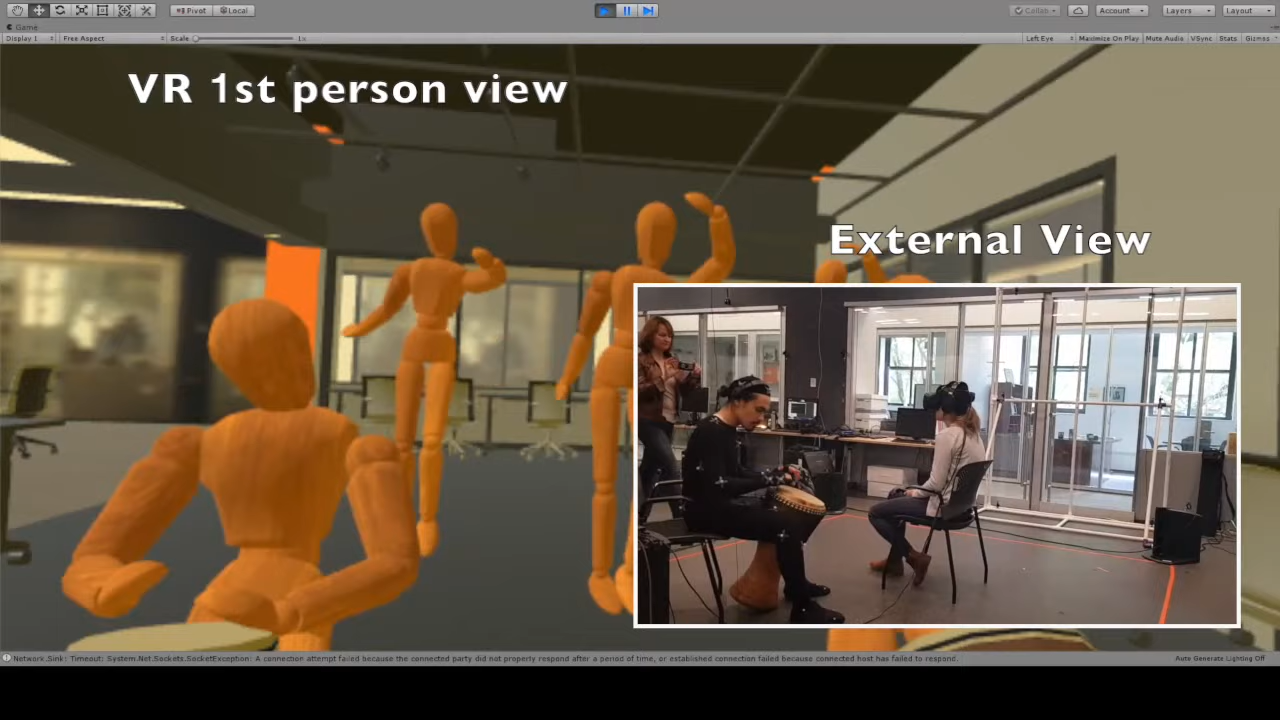 Pivot Local
Collab Account Layers Layout
Game
Display 1 Free Aspect Scale 1x
Left Eye Maximize On Play Mute Audio VSync Stats Gizmos
VR 1st person view
External View
Network.Sink: Timeout: System.Net.Sockets.SocketException: A connection attempt failed because the connected party did not properly respond after a period of time, or established connection failed because connected host has failed to respond.
Auto Generate Lighting Off